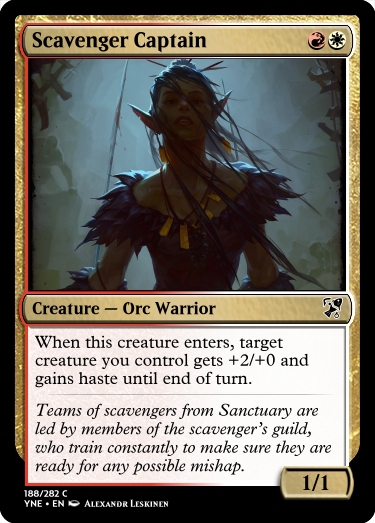 Scavenger Captain
Creature — Orc Warrior
When this creature enters, target
creature you control gets +2/+0 and
gains haste until end of turn.
Teams of scavengers from Sanctuary are
led by members of the scavenger's guild,
who train constantly to make sure they are
ready for any possible mishap.
1/1
188/282 C
YNE • EN Alexandr Leskinen